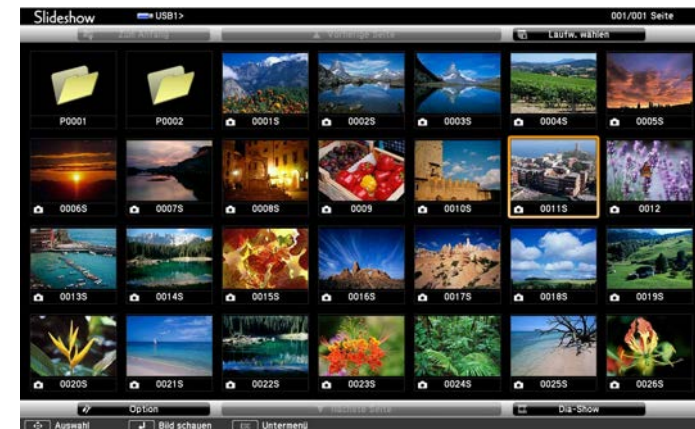 Slideshow USB1> 001/001 Seite
Zum Anfang Vorherige Seite Laufw. wählen
P0001 P0002 0001S 0002S 0003S 0004S 0005S
0006S 0007S 0008S 0009 0010S 0011S 0012
0013S 0014S 0015S 0016S 0017S 0018S 0019S
0020S 0021S 0022S 0023S 0024S 0025S 0026S
Option Nächste Seite Dia-Show
Auswahl Bild schauen Untermenü